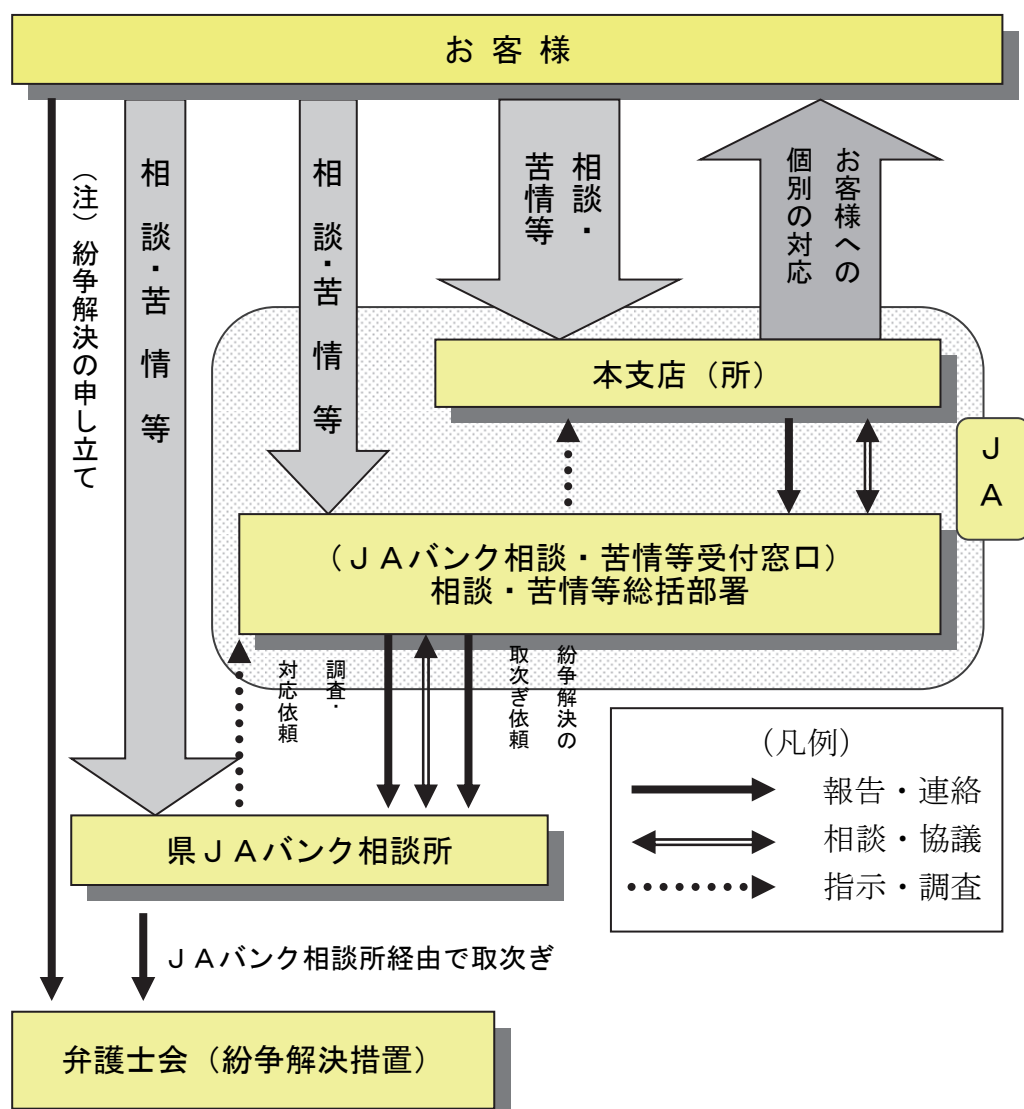 お 客 様
（注）紛争解決の申し立て
相 談・苦 情 等
相 談・苦 情 等
相談・
苦情等
お客様への
個別の対応
本支店（所）
ＪＡ
（ＪＡバンク相談・苦情等受付窓口）
相談・苦情等総括部署
調査・
対応依頼
紛争解決の
取次ぎ依頼
（凡例）
報告・連絡
相談・協議
指示・調査
県ＪＡバンク相談所
ＪＡバンク相談所経由で取次ぎ
弁護士会（紛争解決措置）